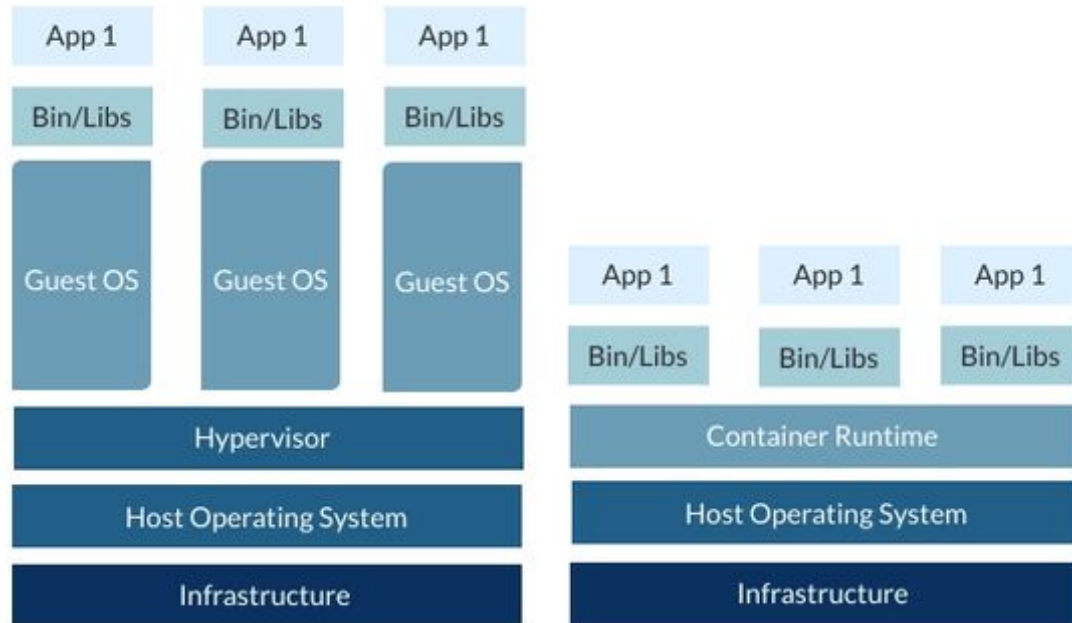 App 1
App 1
App 1
Bin/Libs
Bin/Libs
Bin/Libs
Guest OS
Guest OS
Guest OS
Hypervisor
Host Operating System
Infrastructure
App 1
App 1
App 1
Bin/Libs
Bin/Libs
Bin/Libs
Container Runtime
Host Operating System
Infrastructure